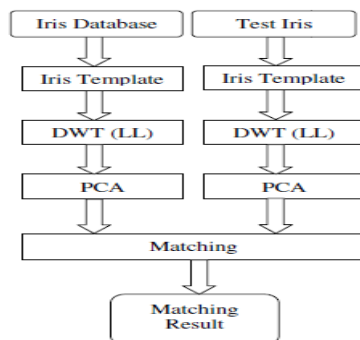 Iris Database
Test Iris
Iris Template
Iris Template
DWT (LL)
DWT (LL)
PCA
PCA
Matching
Matching
Result